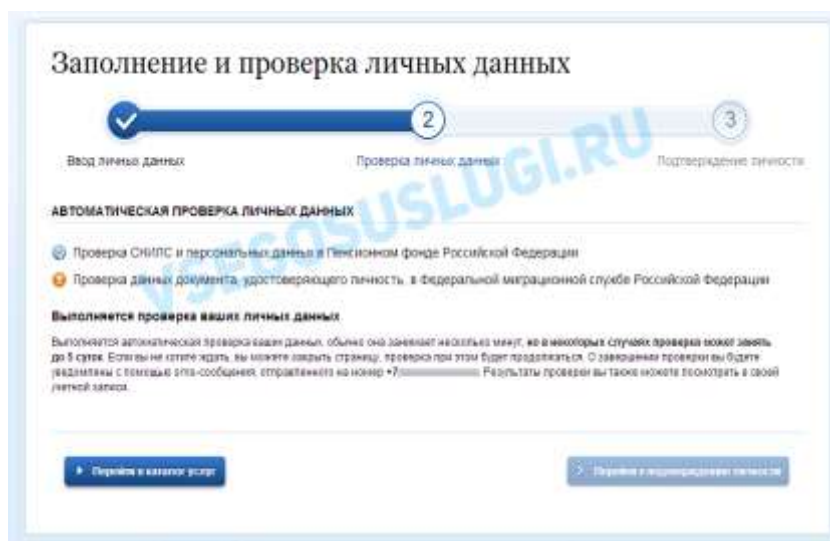 Заполнение и проверка личных данных
2
3
Ввод личных данных
Проверка личных данных
Подтверждение личности
VSEGOSUSLUGI.RU
АВТОМАТИЧЕСКАЯ ПРОВЕРКА ЛИЧНЫХ ДАННЫХ
Проверка СНИЛС и персональных данных в Пенсионном фонде Российской Федерации
Проверка данных документа, удостоверяющего личность, в Федеральной миграционной службе Российской Федерации
Выполняется проверка ваших личных данных
Выполняется автоматическая проверка ваших данных, обычно она занимает несколько минут, но в некоторых случаях проверка может занять
до 5 суток. Если вы не хотите ждать, вы можете закрыть страницу, проверка при этом будет продолжаться. О завершении проверки вы будете
уведомлены с помощью sms-сообщения, отправленного на номер +7 Результаты проверки вы также можете посмотреть в своей
учетной записи.
Перейти в каталог услуг
Перейти к подтверждению личности